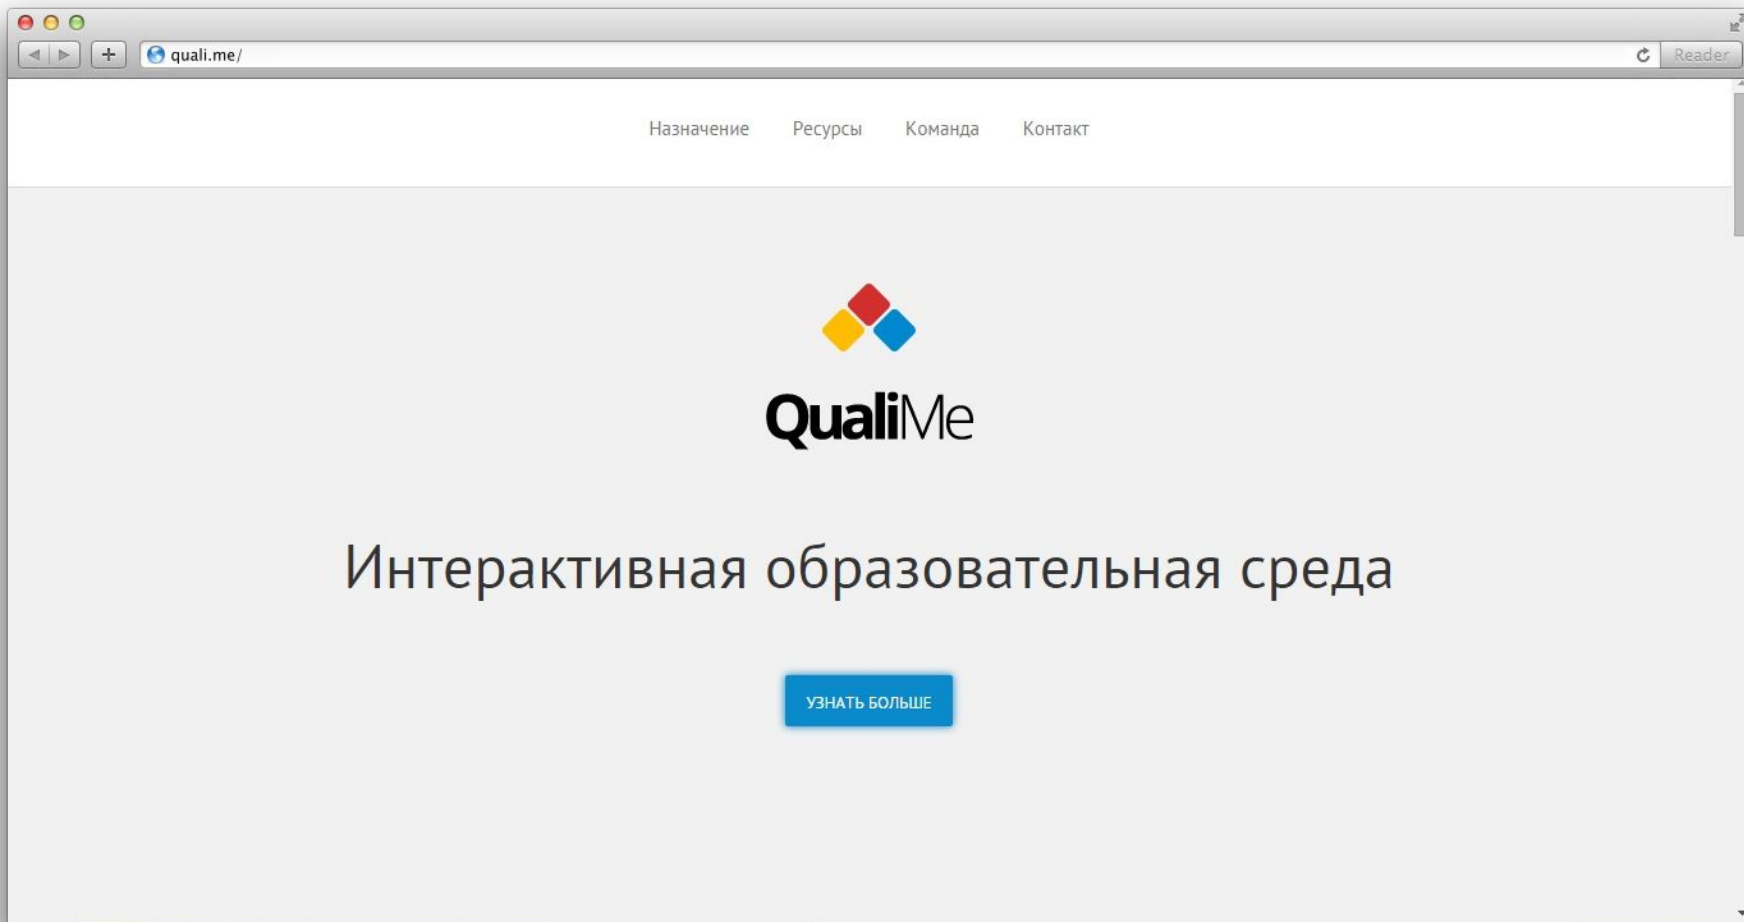 quali.me/
Reader
Назначение Ресурсы Команда Контакт
QualiMe
Интерактивная образовательная среда
УЗНАТЬ БОЛЬШЕ